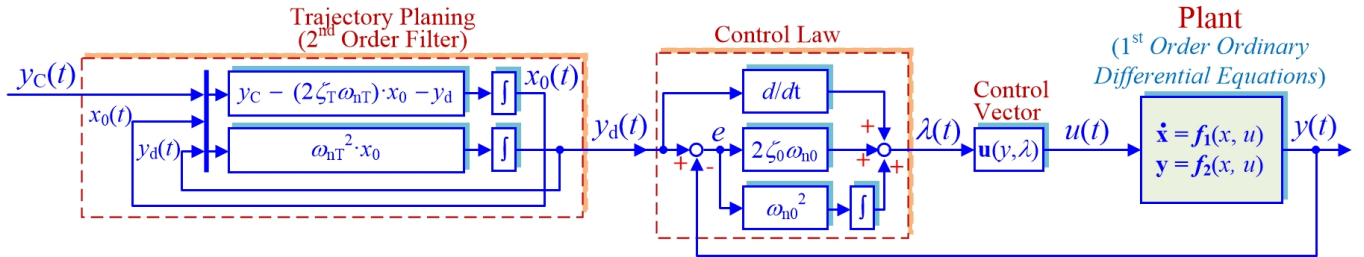 Trajectory Planing
(2nd Order Filter)
yC(t)
x0(t)
yd(t)
yC − (2ζTωnT)·x0 −yd
∫
ωnT2·x0
∫
x0(t)
yd(t)
Control Law
d/dt
e
+
-
2ζ0ωn0
ωn02
∫
+
+
+
λ(t)
Control
Vector
u(y,λ)
u(t)
Plant
(1st Order Ordinary
Differential Equations)
ẋ = f1(x, u)
y = f2(x, u)
y(t)